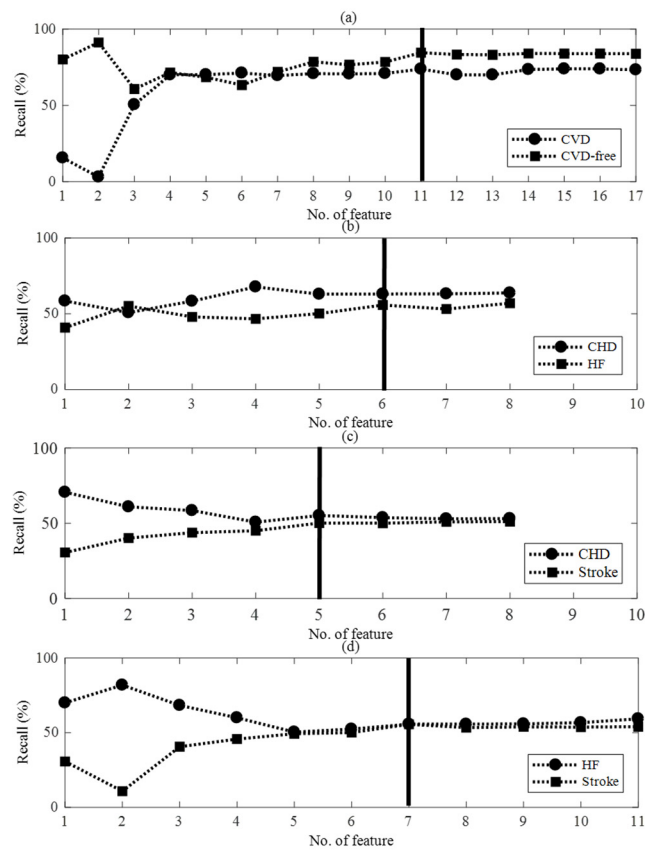 (a)
100
50
0
Recall (%)
1 2 3 4 5 6 7 8 9 10 11 12 13 14 15 16 17
No. of feature
CVD
CVD-free
(b)
100
50
0
Recall (%)
1 2 3 4 5 6 7 8 9 10
No. of feature
CHD
HF
(c)
100
50
0
Recall (%)
1 2 3 4 5 6 7 8 9 10
No. of feature
CHD
Stroke
(d)
100
50
0
Recall (%)
1 2 3 4 5 6 7 8 9 10 11
No. of feature
HF
Stroke